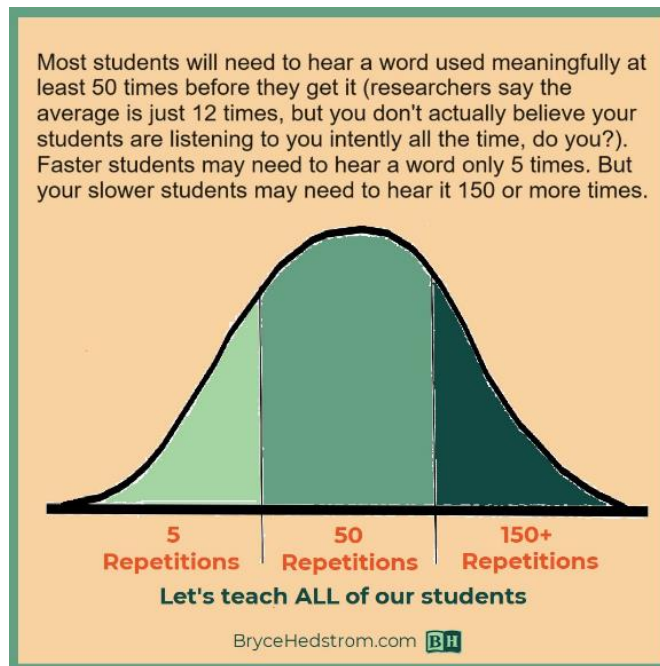 Most students will need to hear a word used meaningfully at
least 50 times before they get it (researchers say the
average is just 12 times, but you don't actually believe your
students are listening to you intently all the time, do you?).
Faster students may need to hear a word only 5 times. But
your slower students may need to hear it 150 or more times.
5
Repetitions
50
Repetitions
150+
Repetitions
Let's teach ALL of our students
BryceHedstrom.com BH